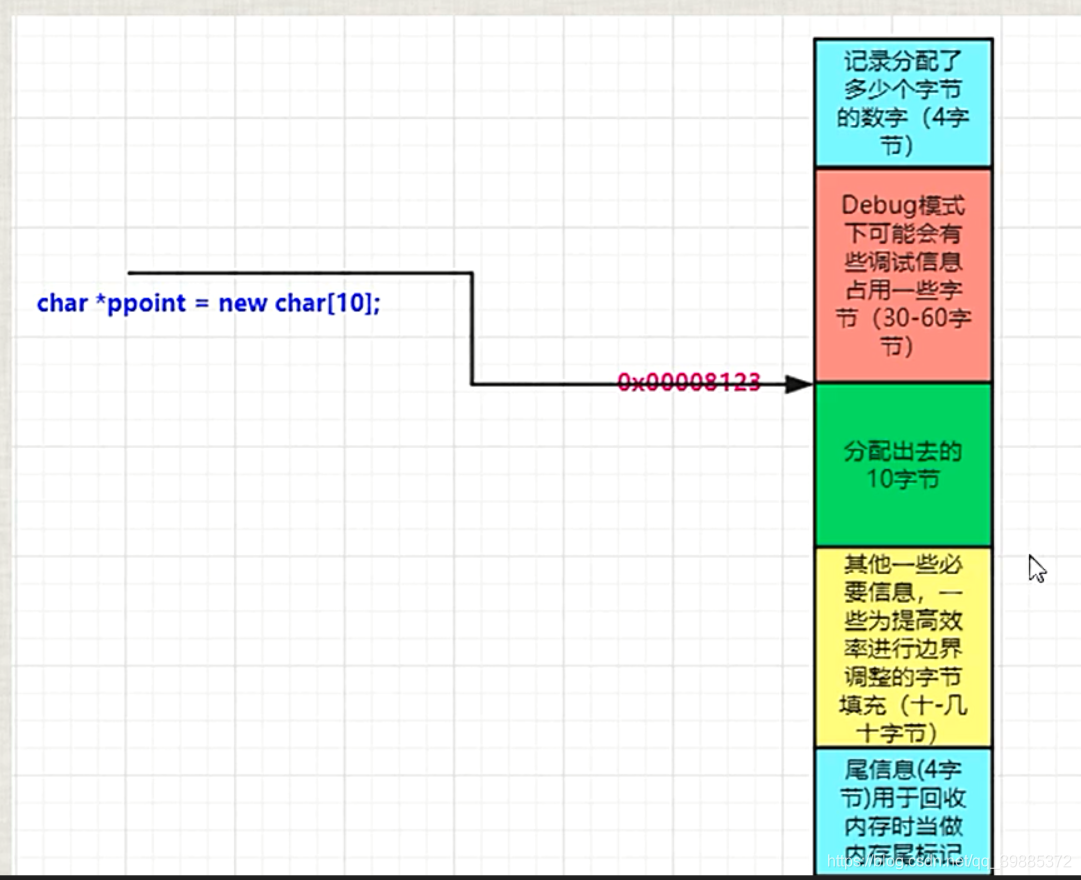 记录分配了
多少个字节
的数字（4字
节）
Debug模式
下可能会有
些调试信息
占用一些字
节（30-60字
节）
char *ppoint = new char[10];
0x00008123
分配出去的
10字节
其他一些必
要信息，一
些为提高效
率进行边界
调整的字节
填充（十-几
十字节）
尾信息(4字
节)用于回收
内存时当做
内存尾标记
https://blog.csdn.net/qq_39885372